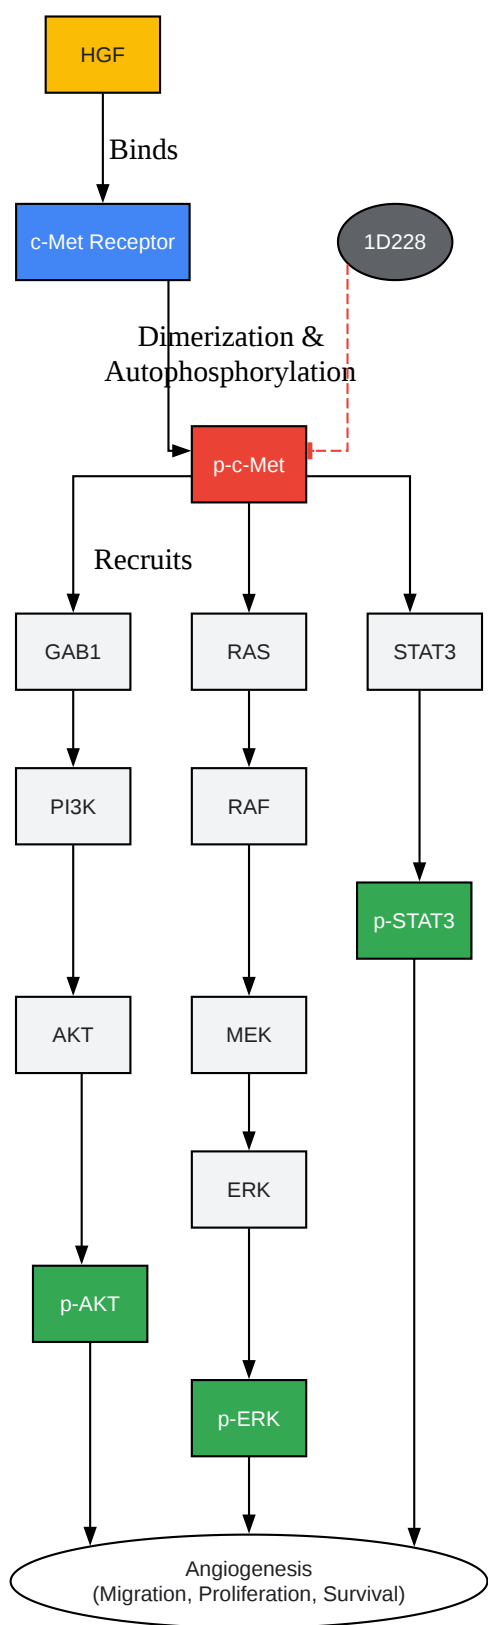 HGF
Binds
c-Met Receptor
1D228
Dimerization &
Autophosphorylation
p-c-Met
Recruits
GAB1
RAS
STAT3
PI3K
RAF
p-STAT3
AKT
MEK
ERK
p-AKT
p-ERK
Angiogenesis
(Migration, Proliferation, Survival)